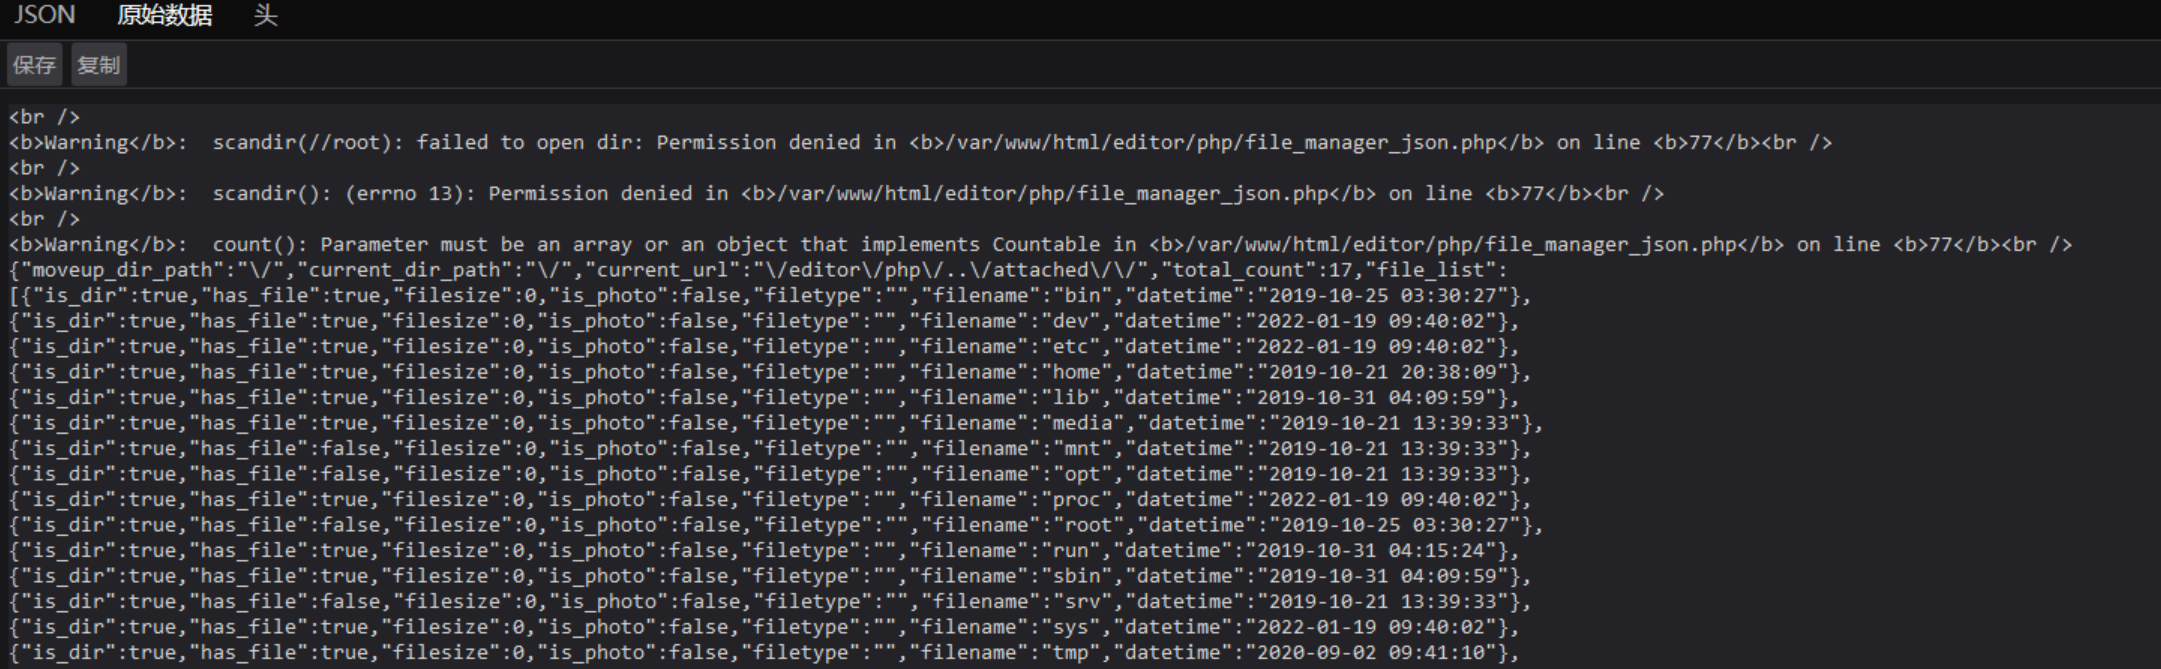 JSON 原始数据 头
保存 复制
<br />
<b>Warning</b>:  scandir(//root): failed to open dir: Permission denied in <b>/var/www/html/editor/php/file_manager_json.php</b> on line <b>77</b><br />
<br />
<b>Warning</b>:  scandir(): (errno 13): Permission denied in <b>/var/www/html/editor/php/file_manager_json.php</b> on line <b>77</b><br />
<br />
<b>Warning</b>:  count(): Parameter must be an array or an object that implements Countable in <b>/var/www/html/editor/php/file_manager_json.php</b> on line <b>77</b><br />
{"moveup_dir_path":"\/","current_dir_path":"\/","current_url":"\/editor\/php\/..\/attached\/\/","total_count":17,"file_list":
[{"is_dir":true,"has_file":true,"filesize":0,"is_photo":false,"filetype":"","filename":"bin","datetime":"2019-10-25 03:30:27"},
{"is_dir":true,"has_file":true,"filesize":0,"is_photo":false,"filetype":"","filename":"dev","datetime":"2022-01-19 09:40:02"},
{"is_dir":true,"has_file":true,"filesize":0,"is_photo":false,"filetype":"","filename":"etc","datetime":"2022-01-19 09:40:02"},
{"is_dir":true,"has_file":true,"filesize":0,"is_photo":false,"filetype":"","filename":"home","datetime":"2019-10-21 20:38:09"},
{"is_dir":true,"has_file":true,"filesize":0,"is_photo":false,"filetype":"","filename":"lib","datetime":"2019-10-31 04:09:59"},
{"is_dir":true,"has_file":true,"filesize":0,"is_photo":false,"filetype":"","filename":"media","datetime":"2019-10-21 13:39:33"},
{"is_dir":true,"has_file":false,"filesize":0,"is_photo":false,"filetype":"","filename":"mnt","datetime":"2019-10-21 13:39:33"},
{"is_dir":true,"has_file":false,"filesize":0,"is_photo":false,"filetype":"","filename":"opt","datetime":"2019-10-21 13:39:33"},
{"is_dir":true,"has_file":true,"filesize":0,"is_photo":false,"filetype":"","filename":"proc","datetime":"2022-01-19 09:40:02"},
{"is_dir":true,"has_file":false,"filesize":0,"is_photo":false,"filetype":"","filename":"root","datetime":"2019-10-25 03:30:27"},
{"is_dir":true,"has_file":true,"filesize":0,"is_photo":false,"filetype":"","filename":"run","datetime":"2019-10-31 04:15:24"},
{"is_dir":true,"has_file":true,"filesize":0,"is_photo":false,"filetype":"","filename":"sbin","datetime":"2019-10-31 04:09:59"},
{"is_dir":true,"has_file":false,"filesize":0,"is_photo":false,"filetype":"","filename":"srv","datetime":"2019-10-21 13:39:33"},
{"is_dir":true,"has_file":true,"filesize":0,"is_photo":false,"filetype":"","filename":"sys","datetime":"2022-01-19 09:40:02"},
{"is_dir":true,"has_file":true,"filesize":0,"is_photo":false,"filetype":"","filename":"tmp","datetime":"2020-09-02 09:41:10"},